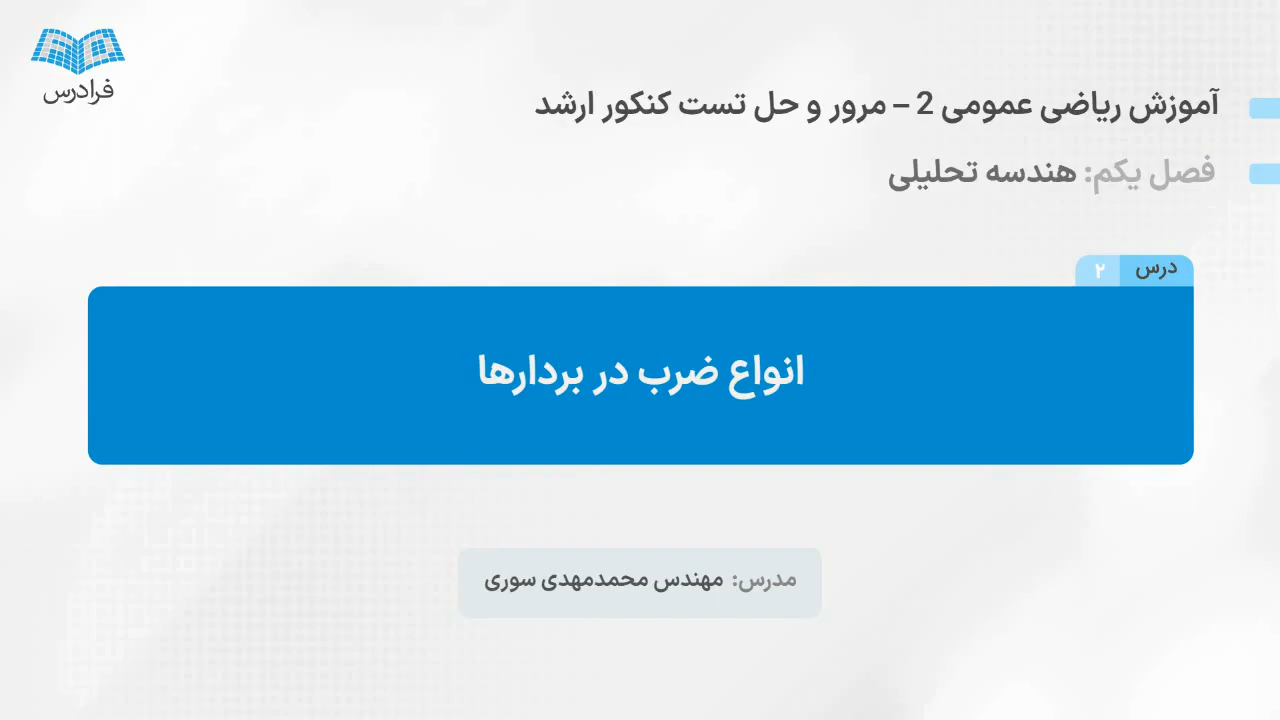 فرادرس
آموزش ریاضی عمومی 2 – مرور و حل تست کنکور ارشد
فصل یکم: هندسه تحلیلی
درس ۲
انواع ضرب در بردارها
مدرس: مهندس محمدمهدی سوری